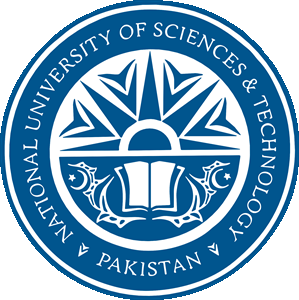 NATIONAL UNIVERSITY OF SCIENCES & TECHNOLOGY
PAKISTAN